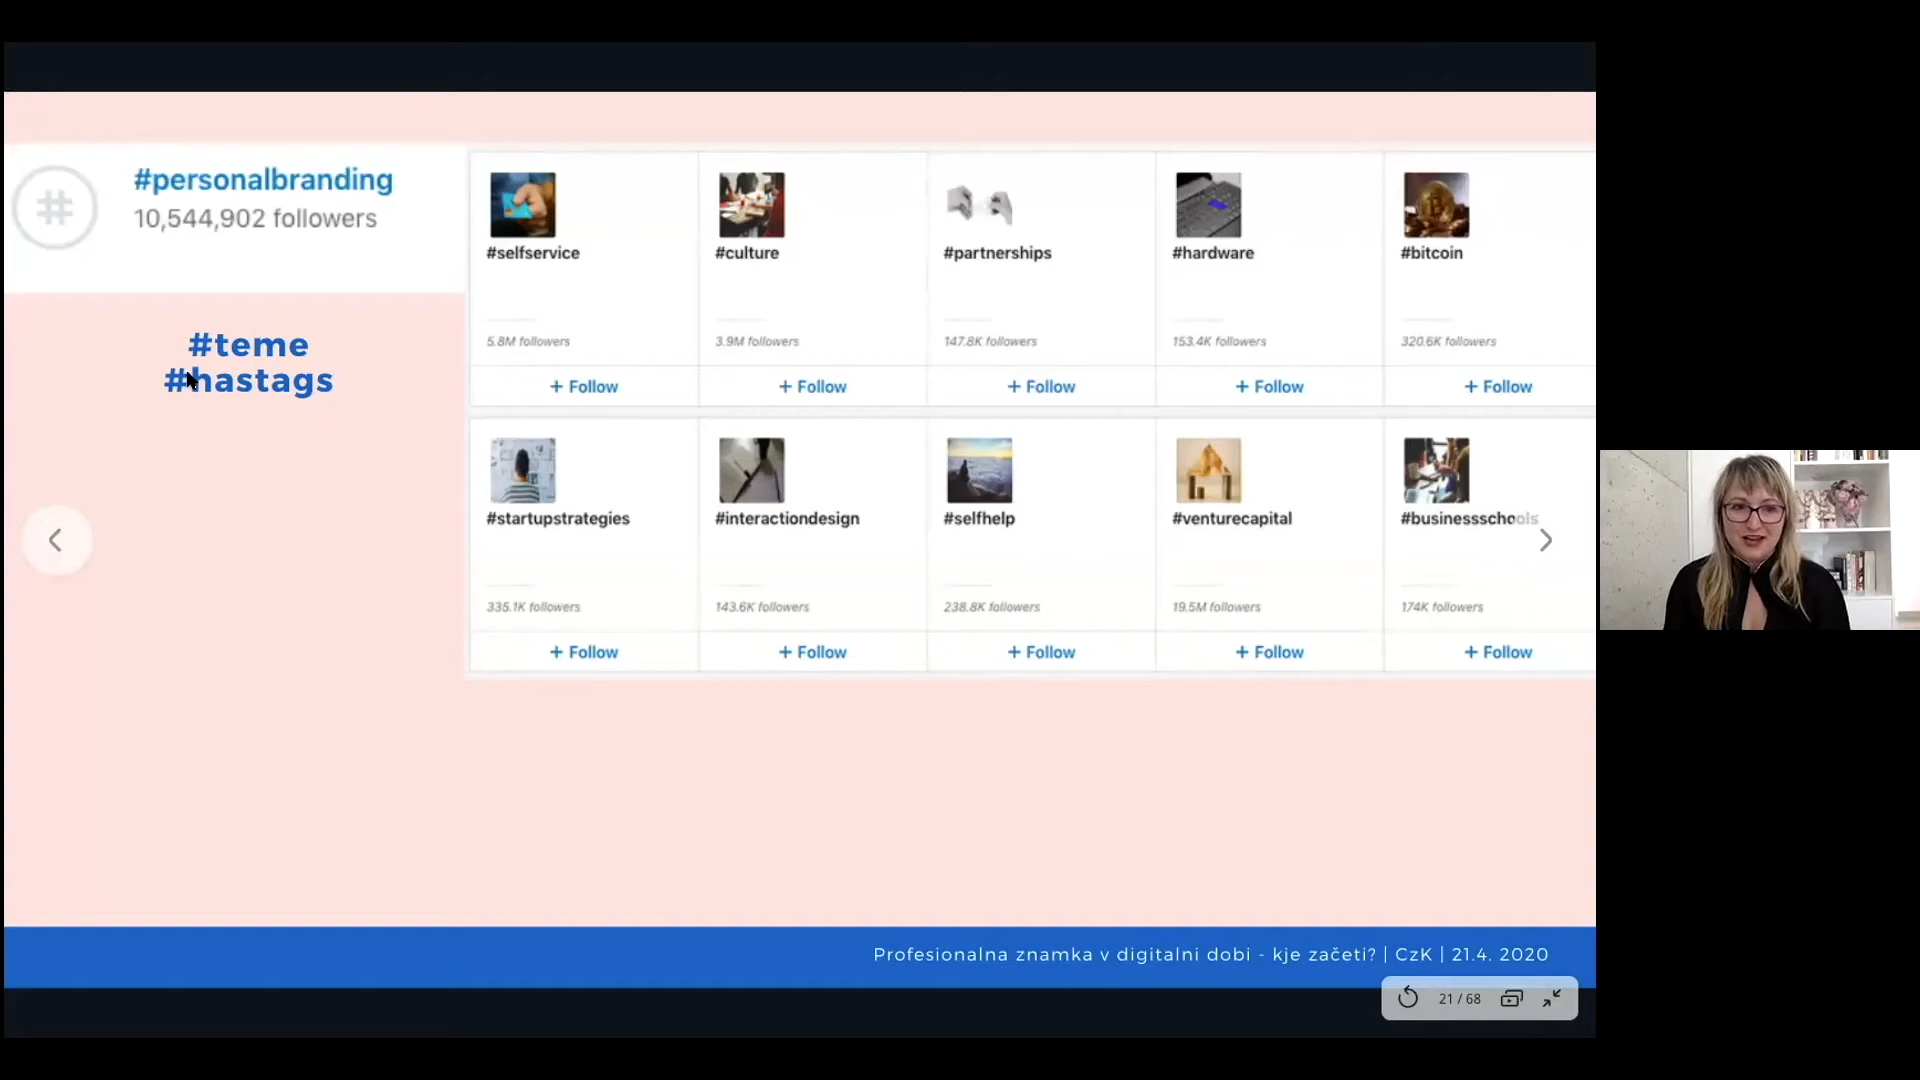 #personalbranding
10,544,902 followers
#teme
#hastags
#selfservice
5.8M followers
+ Follow
#culture
3.9M followers
+ Follow
#partnerships
147.8K followers
+ Follow
#hardware
153.4K followers
+ Follow
#bitcoin
320.6K followers
+ Follow
#startupstrategies
335.1K followers
+ Follow
#interactiondesign
143.6K followers
+ Follow
#selfhelp
238.8K followers
+ Follow
#venturecapital
19.5M followers
+ Follow
#businessschools
174K followers
+ Follow
Profesionalna znamka v digitalni dobi - kje začeti? | CzK | 21.4. 2020
21 / 68